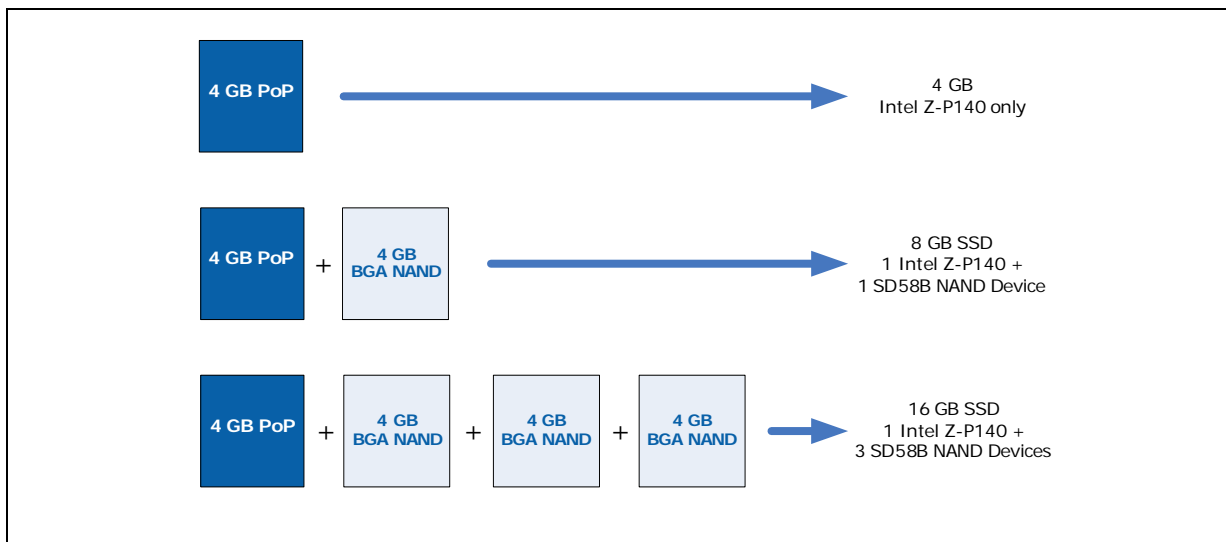 4 GB PoP
4 GB
Intel Z-P140 only
4 GB PoP
+
4 GB
BGA NAND
8 GB SSD
1 Intel Z-P140 +
1 SD58B NAND Device
4 GB PoP
+
4 GB
BGA NAND
+
4 GB
BGA NAND
+
4 GB
BGA NAND
16 GB SSD
1 Intel Z-P140 +
3 SD58B NAND Devices